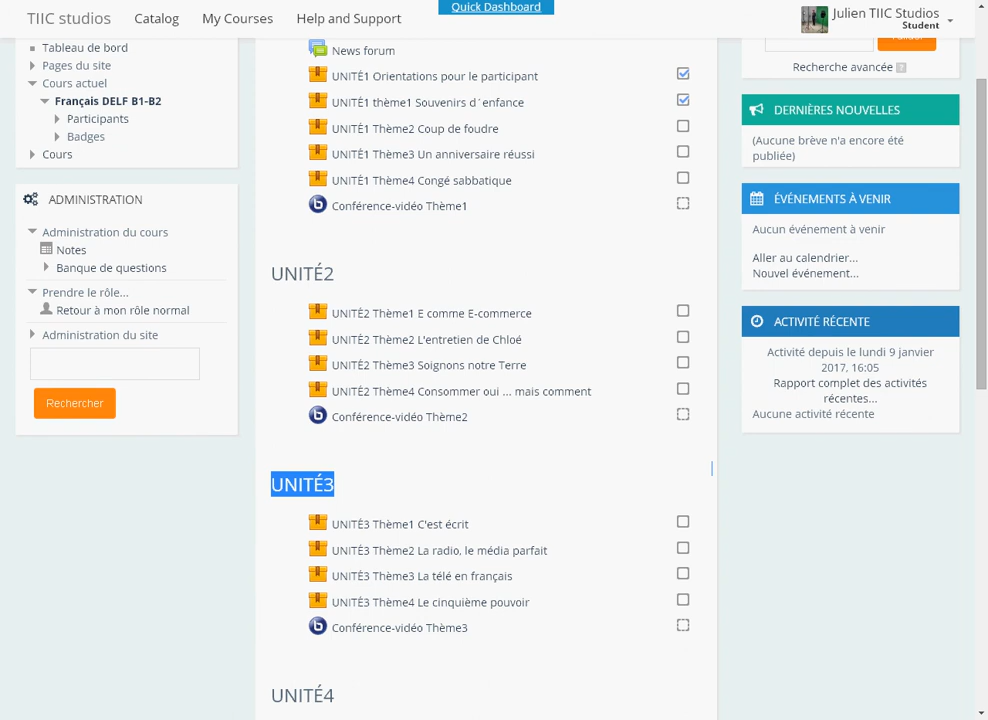 Quick Dashboard
TIIC studios
Catalog
My Courses
Help and Support
Julien TIIC Studios
Student
Tableau de bord
Pages du site
Cours actuel
Français DELF B1-B2
Participants
Badges
Cours
ADMINISTRATION
Administration du cours
Notes
Banque de questions
Prendre le rôle...
Retour à mon rôle normal
Administration du site
Rechercher
News forum
UNITÉ1 Orientations pour le participant
UNITÉ1 thème1 Souvenirs d´enfance
UNITÉ1 Thème2 Coup de foudre
UNITÉ1 Thème3 Un anniversaire réussi
UNITÉ1 Thème4 Congé sabbatique
Conférence-vidéo Thème1
UNITÉ2
UNITÉ2 Thème1 E comme E-commerce
UNITÉ2 Thème2 L'entretien de Chloé
UNITÉ2 Thème3 Soignons notre Terre
UNITÉ2 Thème4 Consommer oui ... mais comment
Conférence-vidéo Thème2
UNITÉ3
UNITÉ3 Thème1 C'est écrit
UNITÉ3 Thème2 La radio, le média parfait
UNITÉ3 Thème3 La télé en français
UNITÉ3 Thème4 Le cinquième pouvoir
Conférence-vidéo Thème3
UNITÉ4
Recherche avancée ?
DERNIÈRES NOUVELLES
(Aucune brève n'a encore été
publiée)
ÉVÉNEMENTS À VENIR
Aucun événement à venir
Aller au calendrier...
Nouvel événement...
ACTIVITÉ RÉCENTE
Activité depuis le lundi 9 janvier
2017, 16:05
Rapport complet des activités
récentes...
Aucune activité récente